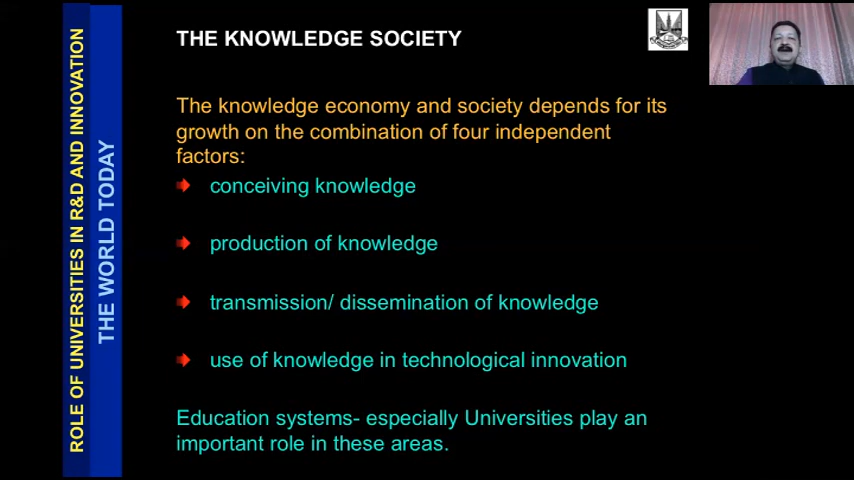 THE KNOWLEDGE SOCIETY
ROLE OF UNIVERSITIES IN R&D AND INNOVATION
THE WORLD TODAY
The knowledge economy and society depends for its
growth on the combination of four independent
factors:
conceiving knowledge
production of knowledge
transmission/ dissemination of knowledge
use of knowledge in technological innovation
Education systems- especially Universities play an
important role in these areas.